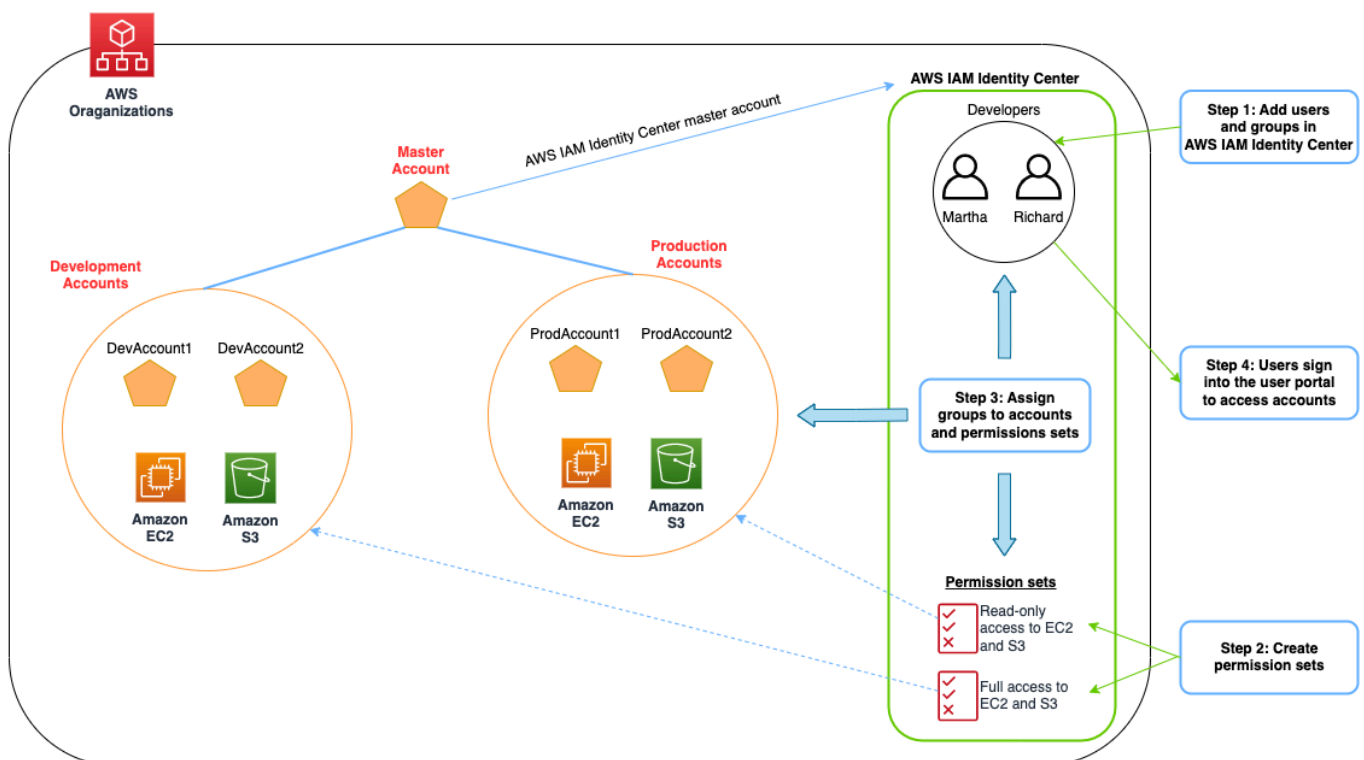 AWS
Oraganizations
AWS IAM Identity Center
AWS IAM Identity Center master account
Master
Account
Developers
Martha
Richard
Step 1: Add users
and groups in
AWS IAM Identity Center
Development
Accounts
Production
Accounts
DevAccount1
DevAccount2
ProdAccount1
ProdAccount2
Amazon
EC2
Amazon
S3
Amazon
EC2
Amazon
S3
Step 3: Assign
groups to accounts
and permissions sets
Step 4: Users sign
into the user portal
to access accounts
Permission sets
Read-only
access to EC2
and S3
Full access to
EC2 and S3
Step 2: Create
permission sets